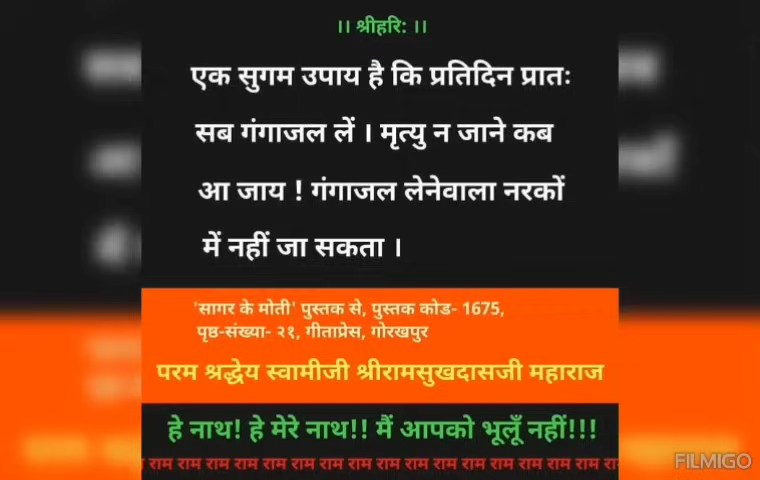 ।। श्रीहरि: ।।
एक सुगम उपाय है कि प्रतिदिन प्रातः
सब गंगाजल लें । मृत्यु न जाने कब
आ जाय ! गंगाजल लेनेवाला नरकों
में नहीं जा सकता ।
'सागर के मोती' पुस्तक से, पुस्तक कोड- 1675,
पृष्ठ-संख्या- २१, गीताप्रेस, गोरखपुर
परम श्रद्धेय स्वामीजी श्रीरामसुखदासजी महाराज
हे नाथ! हे मेरे नाथ!! मैं आपको भूलूँ नहीं!!!
राम राम राम राम राम राम राम राम राम राम राम राम राम राम राम राम रा
FILMIGO